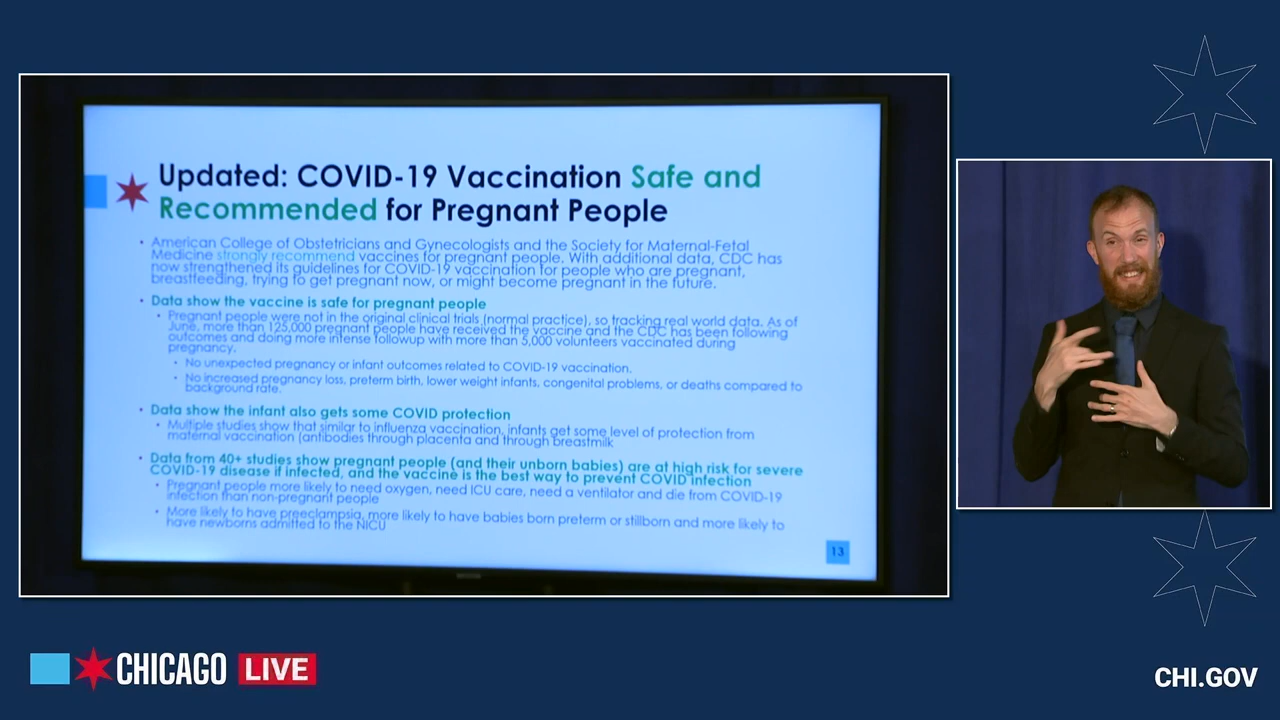 Updated: COVID-19 Vaccination Safe and
Recommended for Pregnant People
• American College of Obstetricians and Gynecologists and the Society for Maternal-Fetal
Medicine strongly recommend vaccines for pregnant people. With additional data, CDC has
now strengthened its guidelines for COVID-19 vaccination for people who are pregnant,
breastfeeding, trying to get pregnant now, or might become pregnant in the future.
• Data show the vaccine is safe for pregnant people
• Pregnant people were not in the original clinical trials (normal practice), so tracking real world data. As of
June, more than 125,000 pregnant people have received the vaccine and the CDC has been following
outcomes and doing more intense followup with more than 5,000 volunteers vaccinated during
pregnancy.
• No unexpected pregnancy or infant outcomes related to COVID-19 vaccination.
• No increased pregnancy loss, preterm birth, lower weight infants, congenital problems, or deaths compared to
background rate.
• Data show the infant also gets some COVID protection
• Multiple studies show that similar to influenza vaccination, infants get some level of protection from
maternal vaccination (antibodies through placenta and through breastmilk
• Data from 40+ studies show pregnant people (and their unborn babies) are at high risk for severe
COVID-19 disease if infected, and the vaccine is the best way to prevent COVID infection
• Pregnant people more likely to need oxygen, need ICU care, need a ventilator and die from COVID-19
infection than non-pregnant people
• More likely to have preeclampsia, more likely to have babies born preterm or stillborn and more likely to
have newborns admitted to the NICU
13
CHICAGO LIVE
CHI.GOV